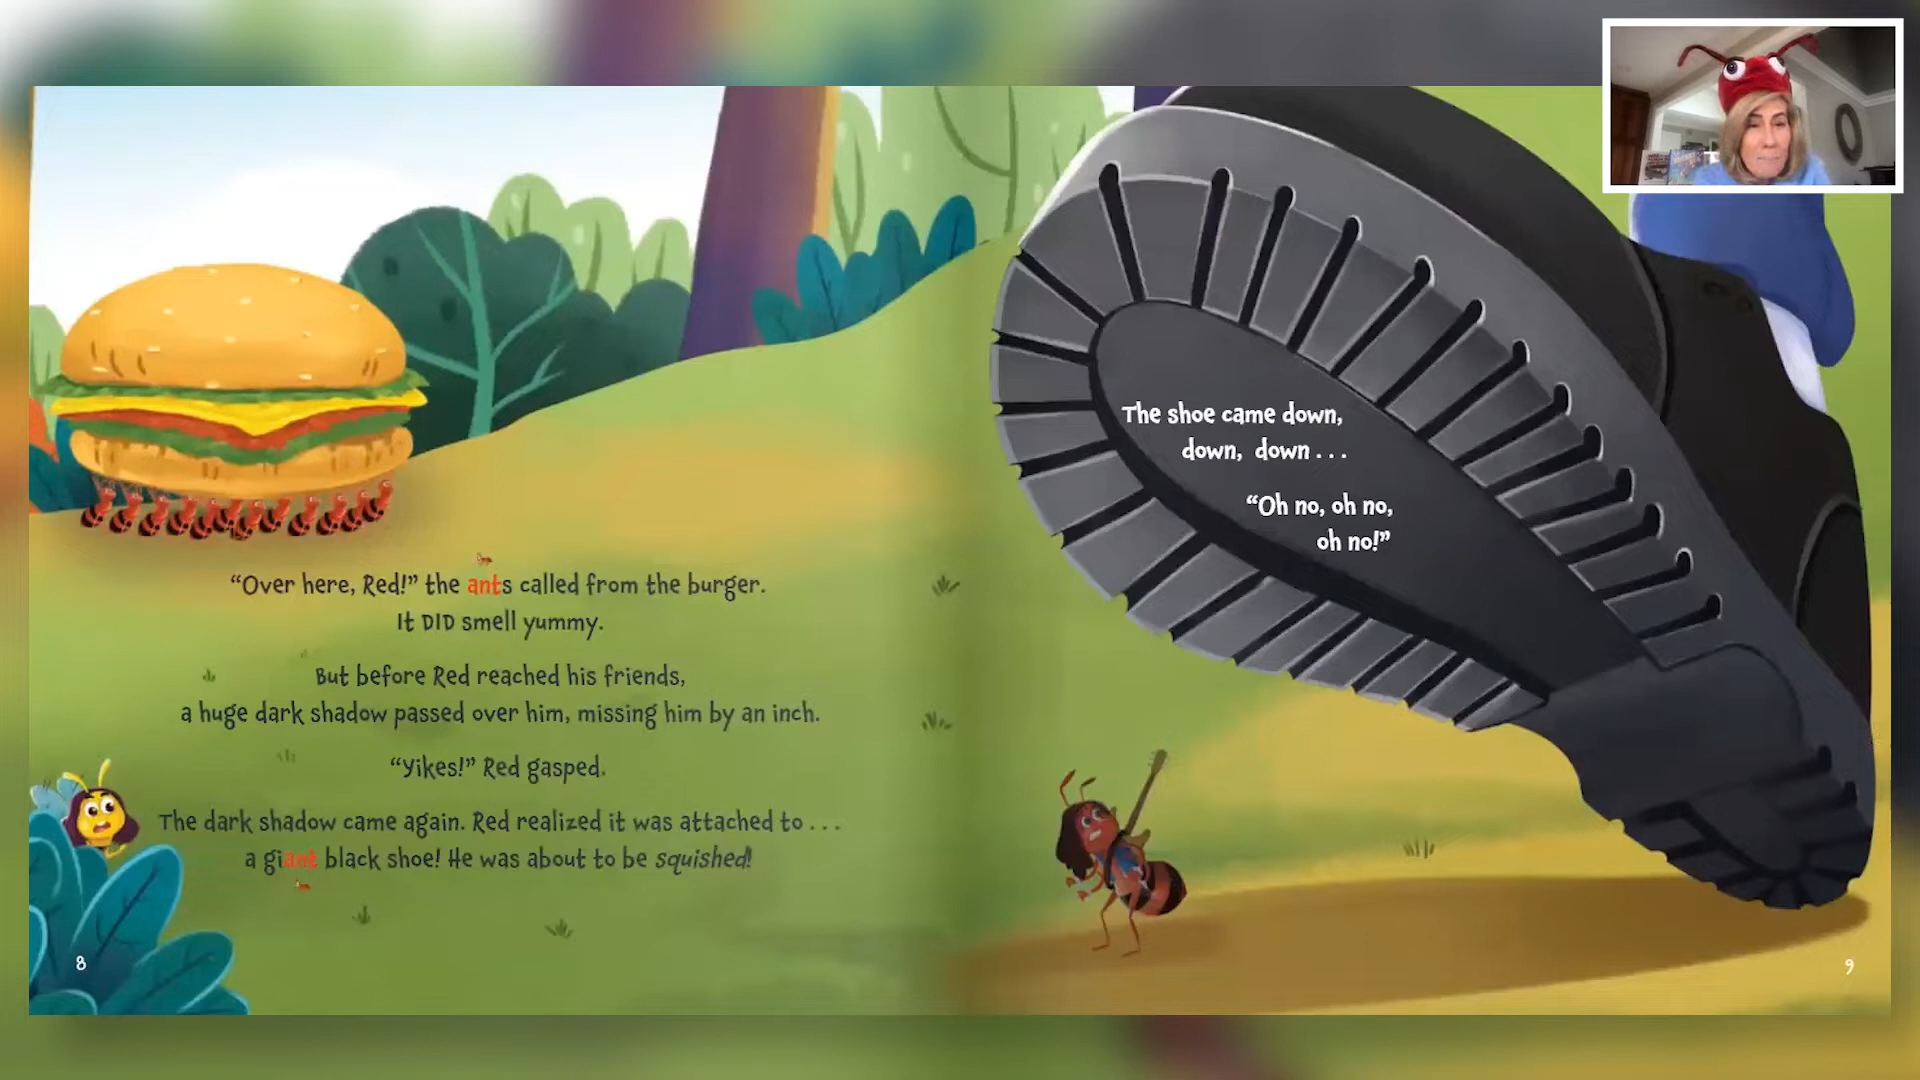 “Over here, Red!” the ants called from the burger.
It DID smell yummy.
But before Red reached his friends,
a huge dark shadow passed over him, missing him by an inch.
“Yikes!” Red gasped.
The dark shadow came again. Red realized it was attached to . . .
a giant black shoe! He was about to be squished!
8
The shoe came down,
down, down . . .
“Oh no, oh no,
oh no!”
9